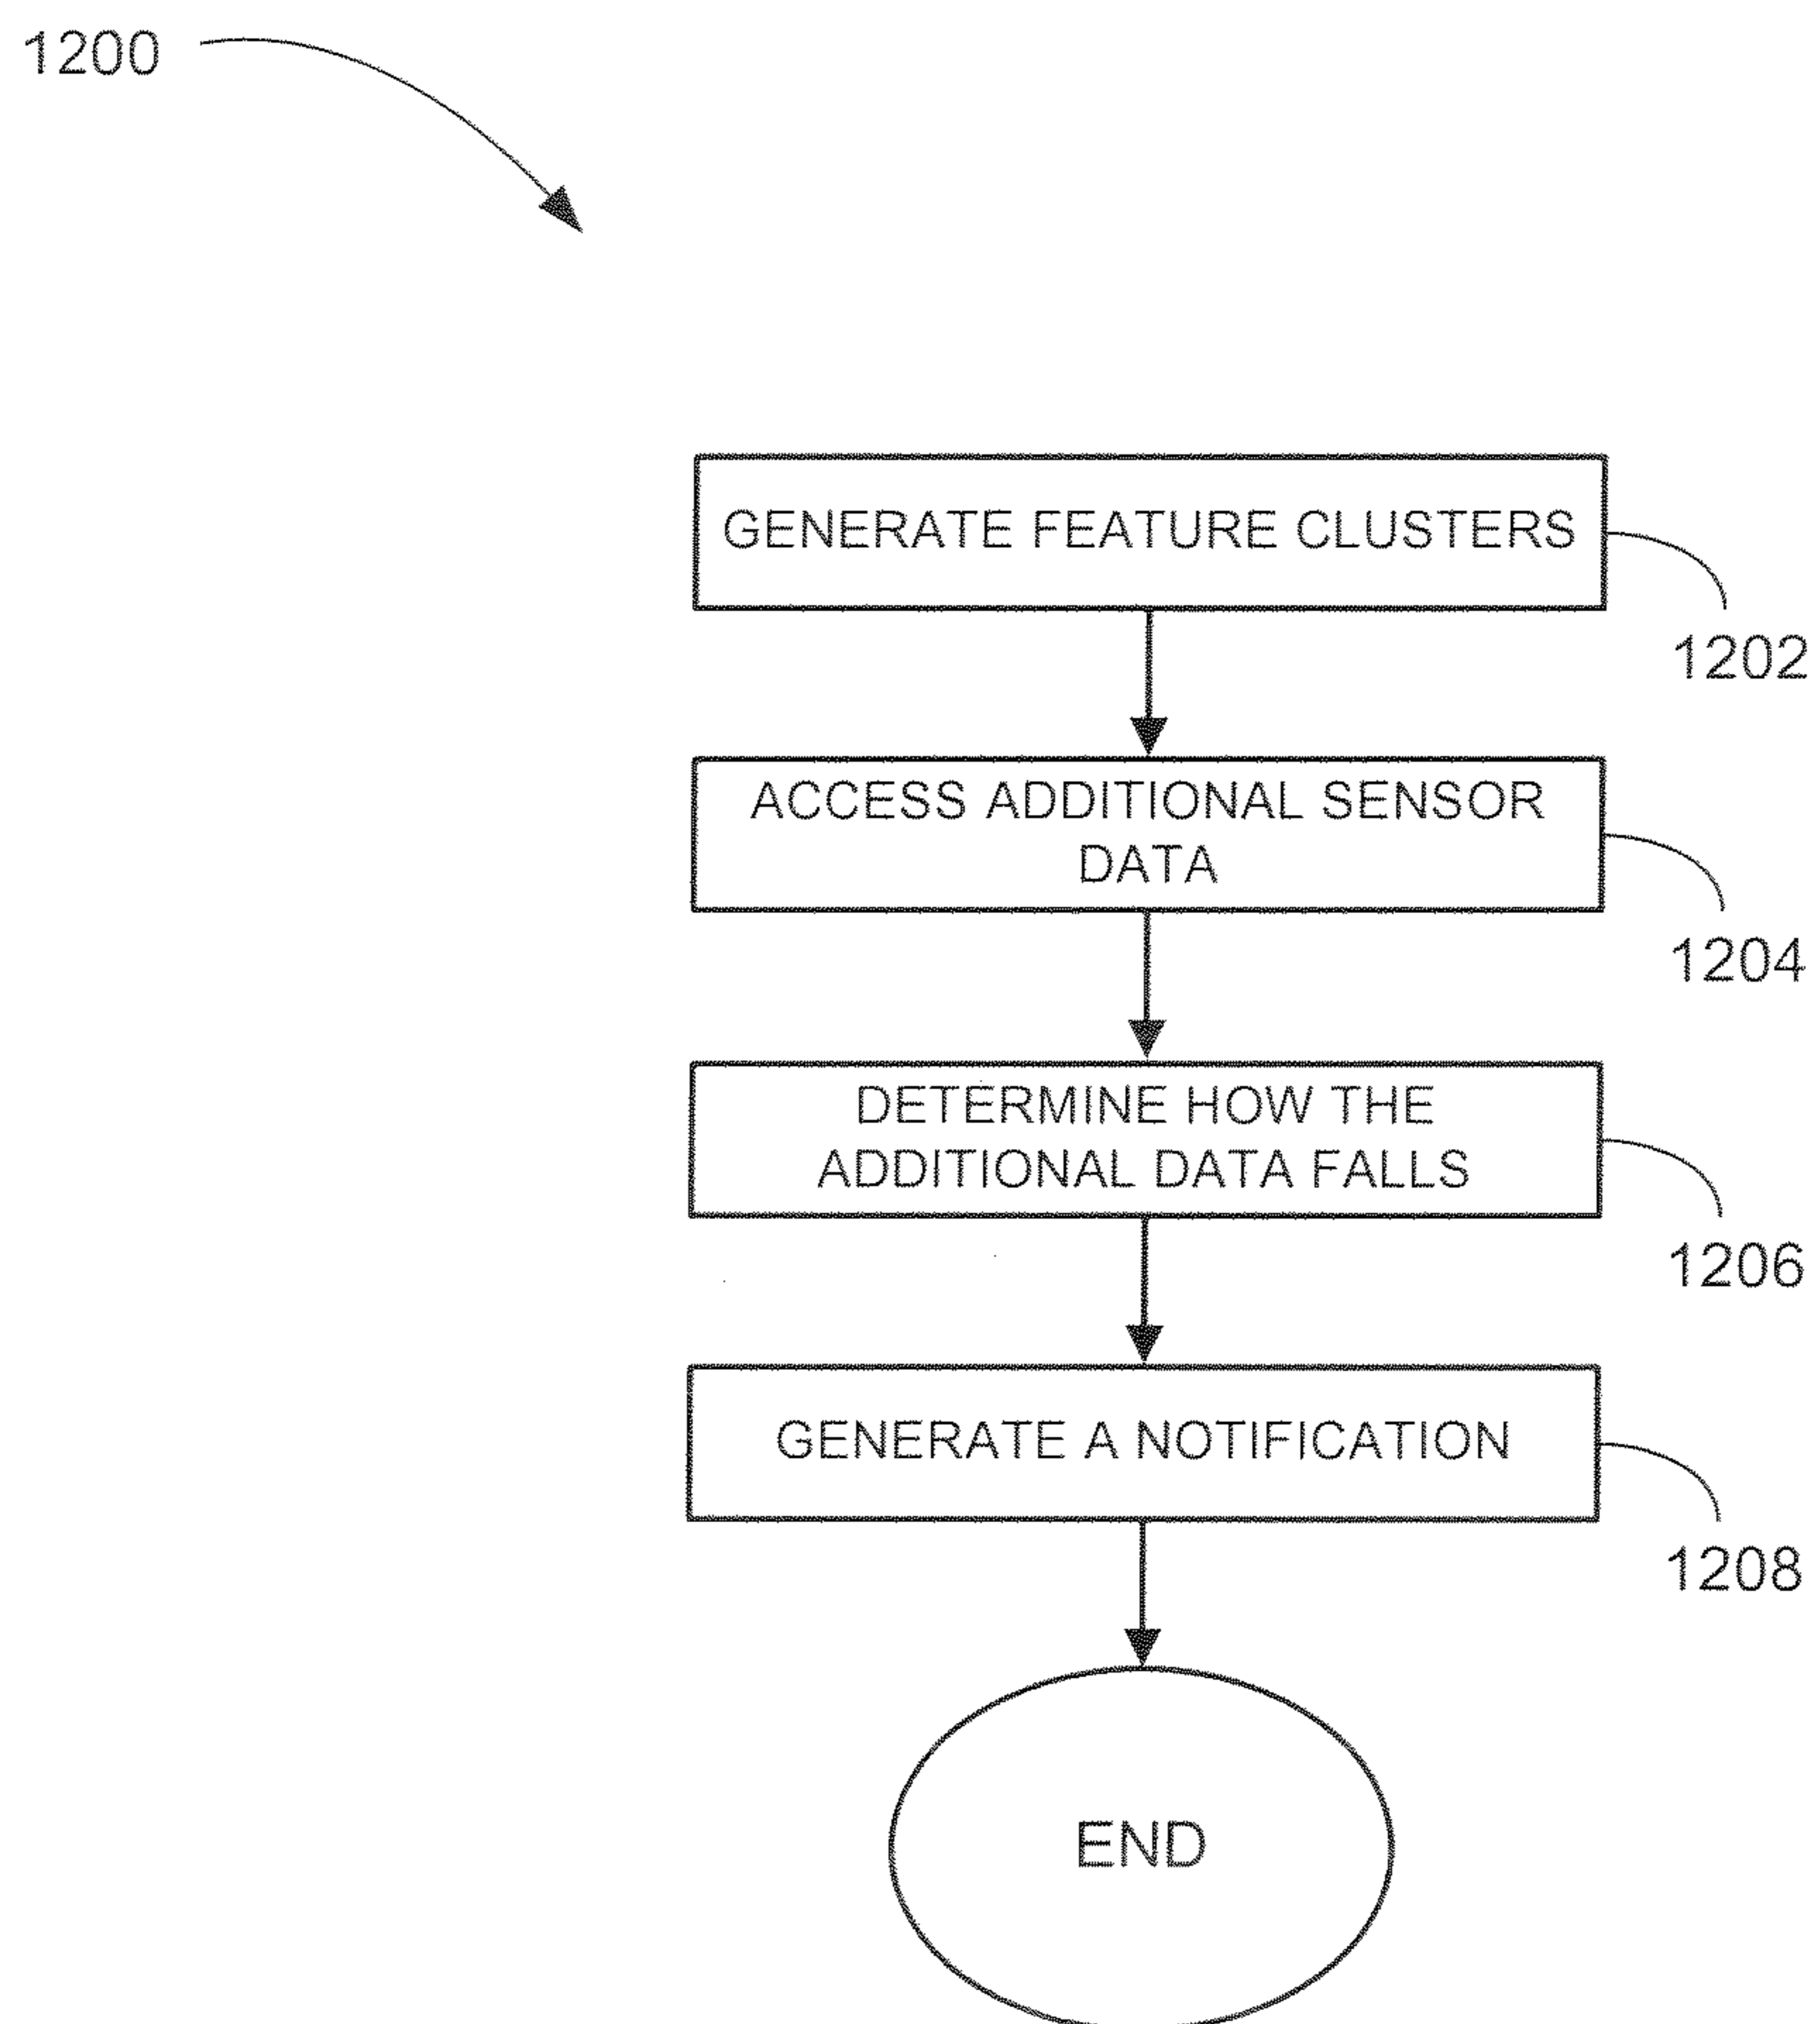 1200
GENERATE FEATURE CLUSTERS
1202
ACCESS ADDITIONAL SENSOR
DATA
1204
DETERMINE HOW THE
ADDITIONAL DATA FALLS
1206
GENERATE A NOTIFICATION
1208
END